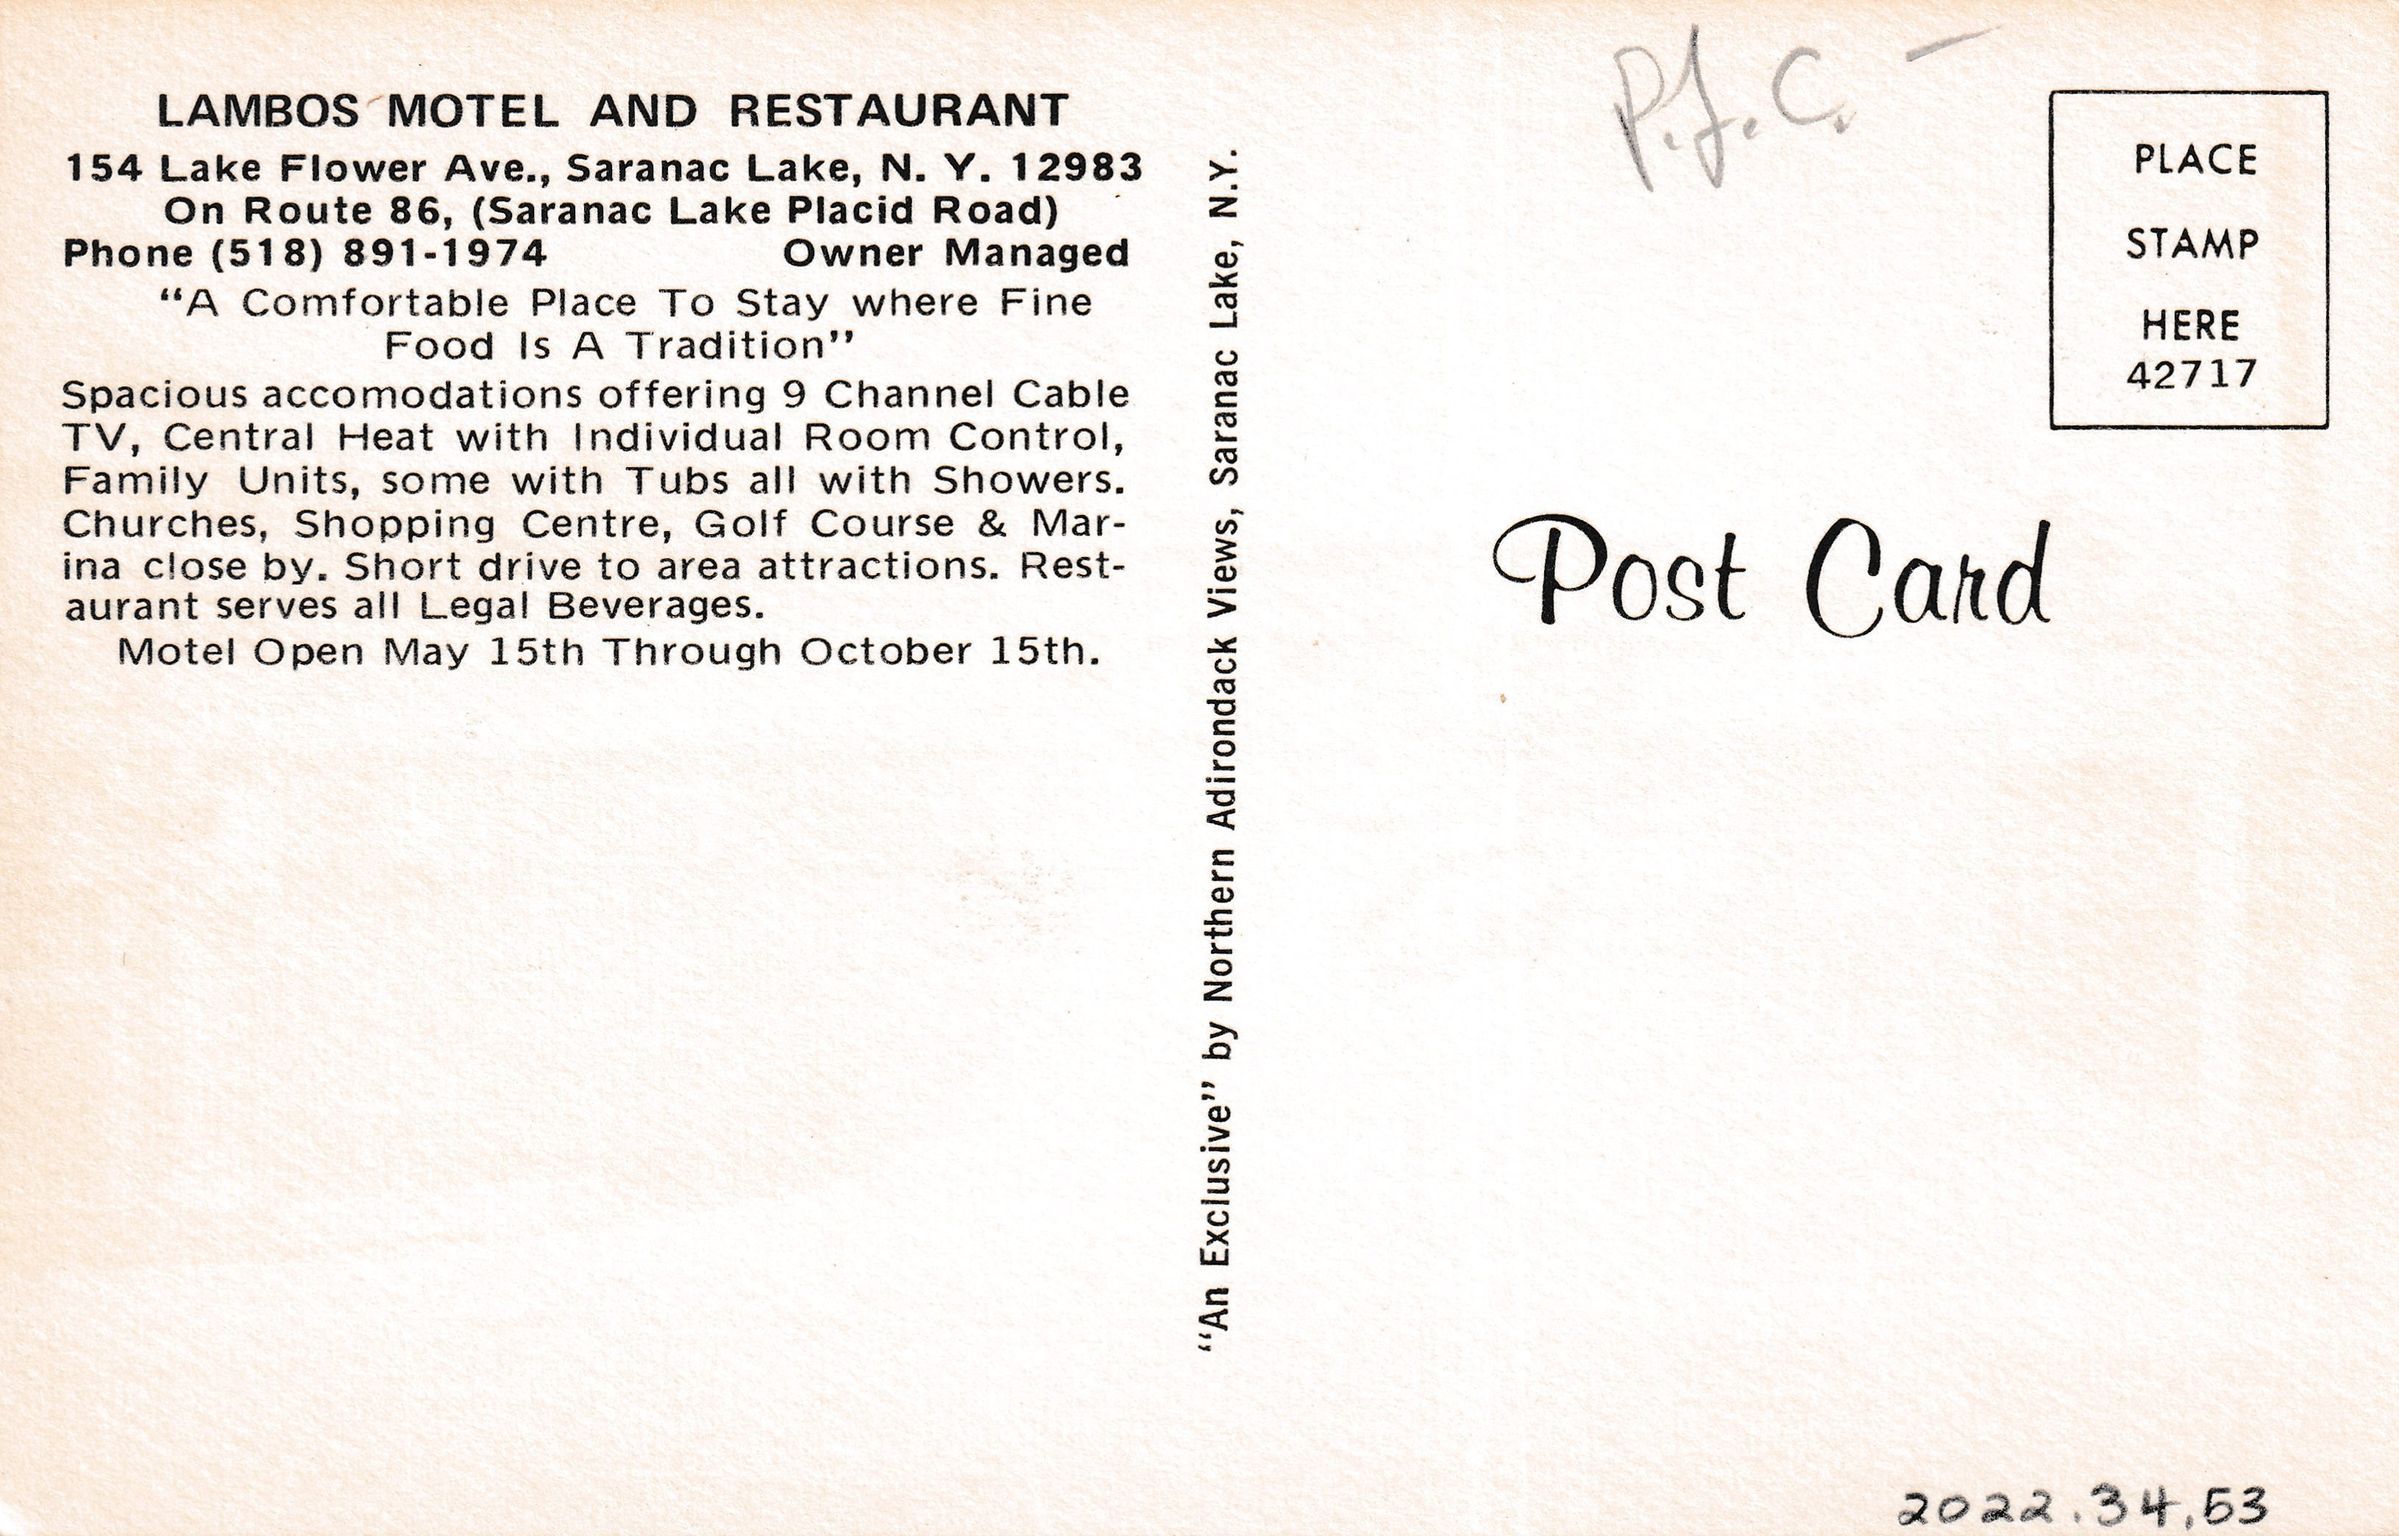 LAMBOS MOTEL AND RESTAURANT
154 Lake Flower Ave., Saranac Lake, N. Y. 12983
On Route 86, (Saranac Lake Placid Road)
Phone (518) 891-1974 Owner Managed
“A Comfortable Place To Stay where Fine
Food Is A Tradition”
Spacious accomodations offering 9 Channel Cable
TV, Central Heat with Individual Room Control,
Family Units, some with Tubs all with Showers.
Churches, Shopping Centre, Golf Course & Mar-
ina close by. Short drive to area attractions. Rest-
aurant serves all Legal Beverages.
Motel Open May 15th Through October 15th.
“An Exclusive” by Northern Adirondack Views, Saranac Lake, N.Y.
P.J.C. –
PLACE
STAMP
HERE
42717
Post Card
2022.34.53